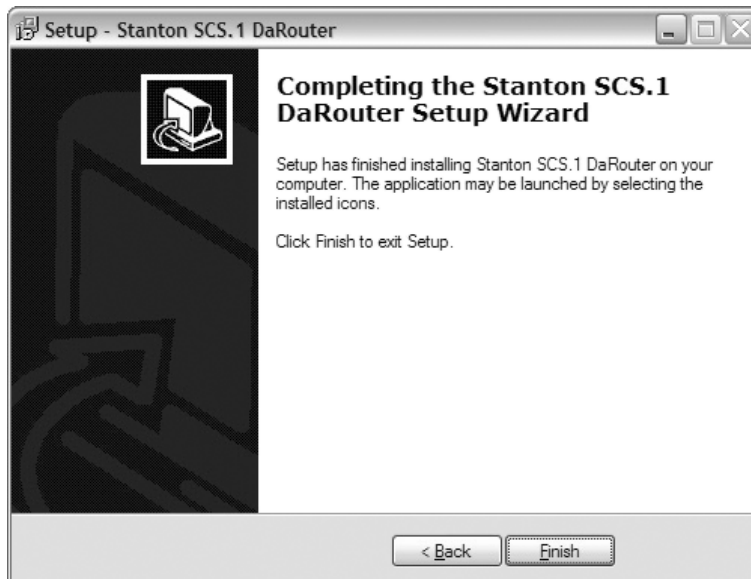 Setup - Stanton SCS.1 DaRouter
Completing the Stanton SCS.1
DaRouter Setup Wizard
Setup has finished installing Stanton SCS.1 DaRouter on your
computer. The application may be launched by selecting the
installed icons.
Click Finish to exit Setup.
< Back
Finish